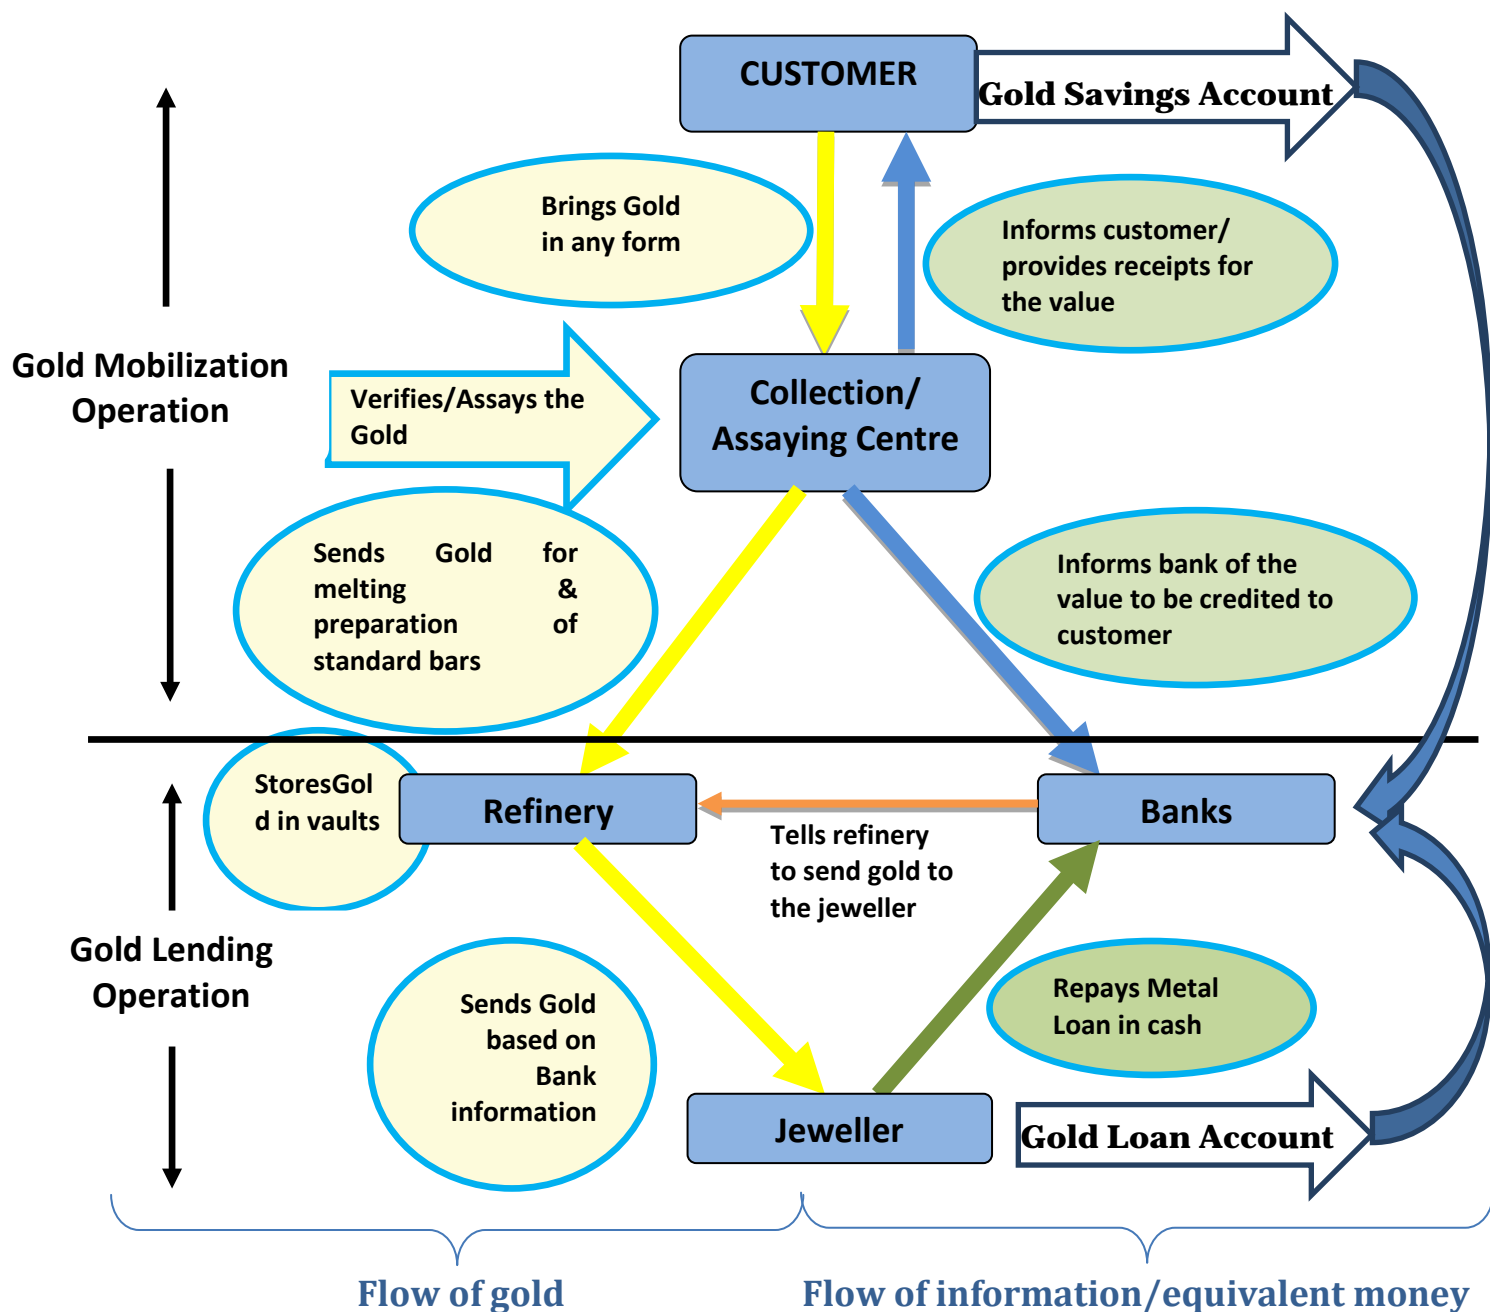 CUSTOMER
Gold Savings Account
Brings Gold
in any form
Informs customer/
provides receipts for
the value
Gold Mobilization
Operation
Verifies/Assays the
Gold
Collection/
Assaying Centre
Sends Gold for
melting &
preparation of
standard bars
Informs bank of the
value to be credited to
customer
StoresGol
d in vaults
Refinery
Banks
Tells refinery
to send gold to
the jeweller
Gold Lending
Operation
Sends Gold
based on
Bank
information
Repays Metal
Loan in cash
Jeweller
Gold Loan Account
Flow of gold
Flow of information/equivalent money